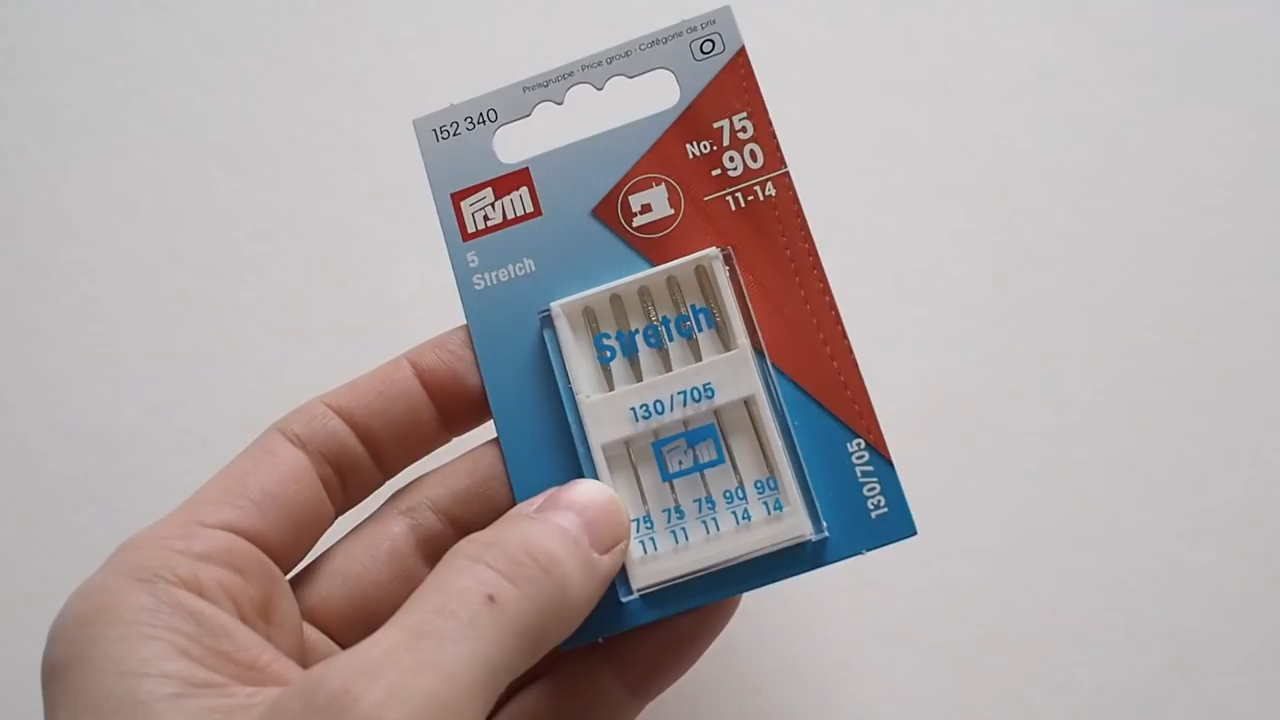 Preisgruppe · Price group · Catégorie de prix
O
152 340
Prym
No. 75
-90
11-14
5
Stretch
Stretch
130/705
Prym
75 75 75 90 90
11 11 11 14 14
130/705